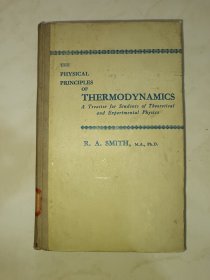 THE
PHYSICAL
PRINCIPLES
OF
THERMODYNAMICS
A Treatise for Students of Theoretical
and Experimental Physics
R. A. SMITH, M.A., Ph.D.